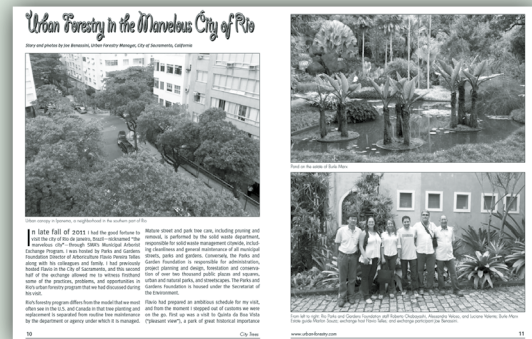 Urban Forestry in the Marvelous City of Rio
Story and photos by Joe Benassini, Urban Forestry Manager, City of Sacramento, California
Urban canopy in Ipanema, a neighborhood in the southern part of Rio
In late fall of 2011 I had the good fortune to
visit the city of Rio de Janeiro, Brazil—nicknamed "the
marvelous city"—through SMA's Municipal Arborist
Exchange Program. I was hosted by Parks and Gardens
Foundation Director of Arboriculture Flavio Pereira Telles
along with his colleagues and family. I had previously
hosted Flavio in the City of Sacramento, and this second
half of the exchange allowed me to witness firsthand
some of the practices, problems, and opportunities in
Rio's urban forestry program that we had discussed during
his visit.
Rio's forestry program differs from the model that we most
often see in the U.S. and Canada in that tree planting and
replacement is separated from routine tree maintenance
by the department or agency under which it is managed.
Mature street and park tree care, including pruning and
removal, is performed by the solid waste department,
responsible for solid waste management citywide, includ-
ing cleanliness and general maintenance of all municipal
streets, parks and gardens. Conversely, the Parks and
Gardens Foundation is responsible for administration,
project planning and design, forestation and conserva-
tion of over two thousand public plazas and squares,
urban and natural parks, and streetscapes. The Parks and
Gardens Foundation is housed under the Secretariat of
the Environment.
Flavio had prepared an ambitious schedule for my visit,
and from the moment I stepped out of customs we were
on the go. First up was a visit to Quinta da Boa Vista
("pleasant view"), a park of great historical importance
10
City Trees
Pond on the estate of Burle Marx
From left to right: Rio Parks and Gardens Foundation staff Roberto
Estate guide Marlon Souza, exchange host Flavio Telles, and exchange participant Joe Benassini
www.urban-forestry.com
11